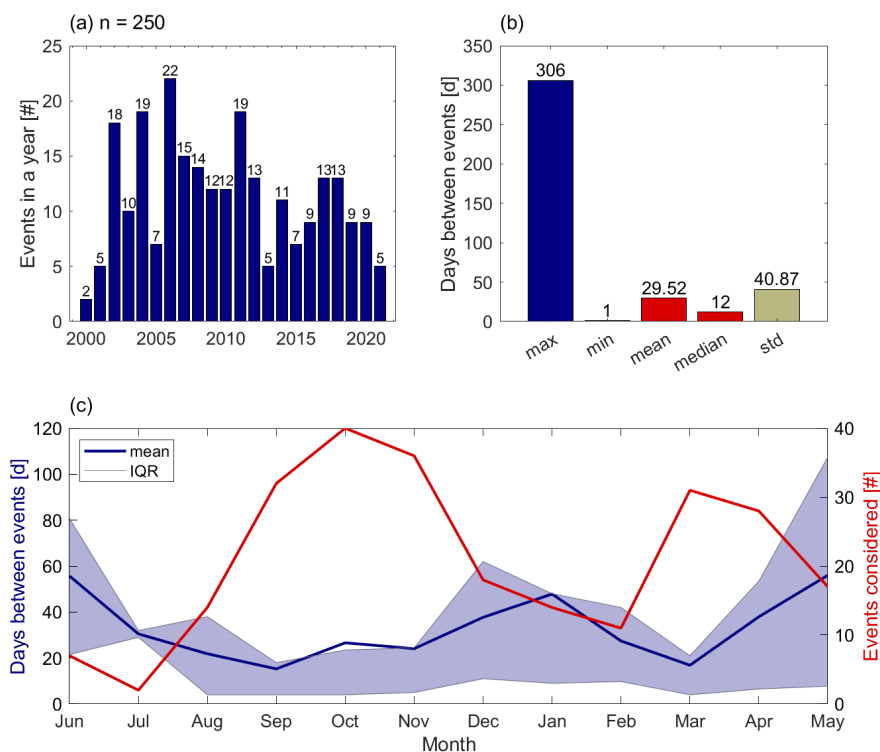 (a) n = 250
Events in a year [#]
25
20
15
10
5
0
2
5
18
10
19
7
22
15
14
12
12
19
13
5
11
7
9
13
13
9
9
5
2000
2005
2010
2015
2020
(b)
Days between events [d]
350
300
250
200
150
100
50
0
306
1
29.52
12
40.87
max
min
mean
median
std
(c)
Days between events [d]
120
100
80
60
40
20
0
mean
IQR
40
30
20
10
0
Events considered [#]
Jun
Jul
Aug
Sep
Oct
Nov
Dec
Jan
Feb
Mar
Apr
May
Month